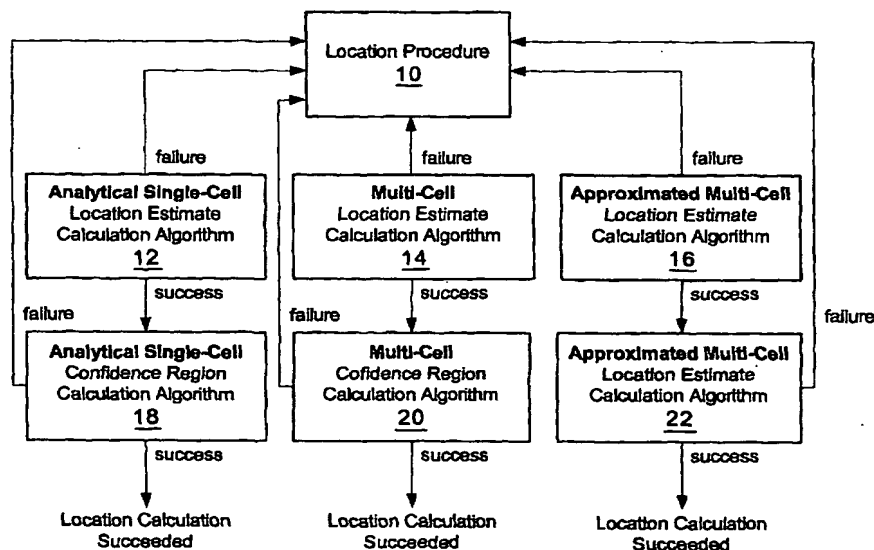 Location Procedure
10
failure
failure
failure
Analytical Single-Cell
Location Estimate
Calculation Algorithm
12
Multi-Cell
Location Estimate
Calculation Algorithm
14
Approximated Multi-Cell
Location Estimate
Calculation Algorithm
16
success
success
success
failure
failure
failure
Analytical Single-Cell
Confidence Region
Calculation Algorithm
18
Multi-Cell
Cofidence Region
Calculation Algorithm
20
Approximated Multi-Cell
Location Estimate
Calculation Algorithm
22
success
success
success
Location Calculation
Succeeded
Location Calculation
Succeeded
Location Calculation
Succeeded